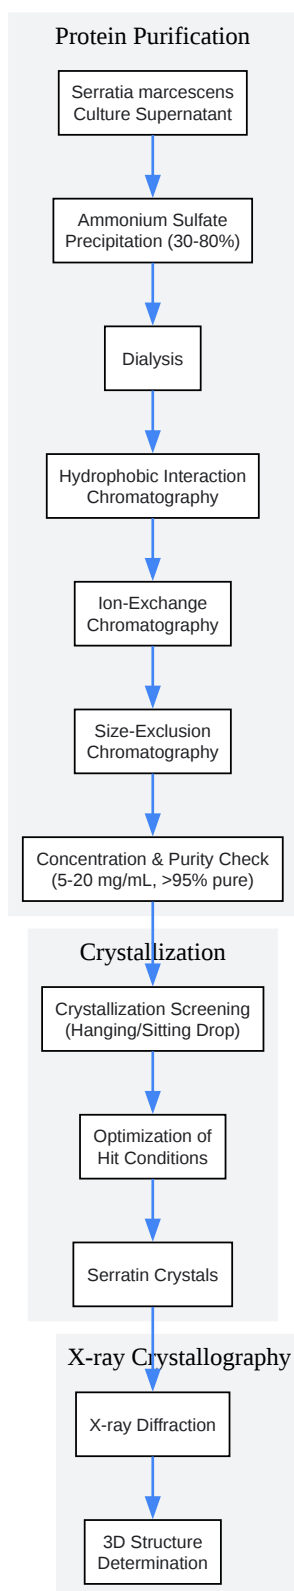 Protein Purification
Serratia marcescens
Culture Supernatant
Ammonium Sulfate
Precipitation (30-80%)
Dialysis
Hydrophobic Interaction
Chromatography
Ion-Exchange
Chromatography
Size-Exclusion
Chromatography
Concentration & Purity Check
(5-20 mg/mL, >95% pure)
Crystallization
Crystallization Screening
(Hanging/Sitting Drop)
Optimization of
Hit Conditions
Serratin Crystals
X-ray Crystallography
X-ray Diffraction
3D Structure
Determination